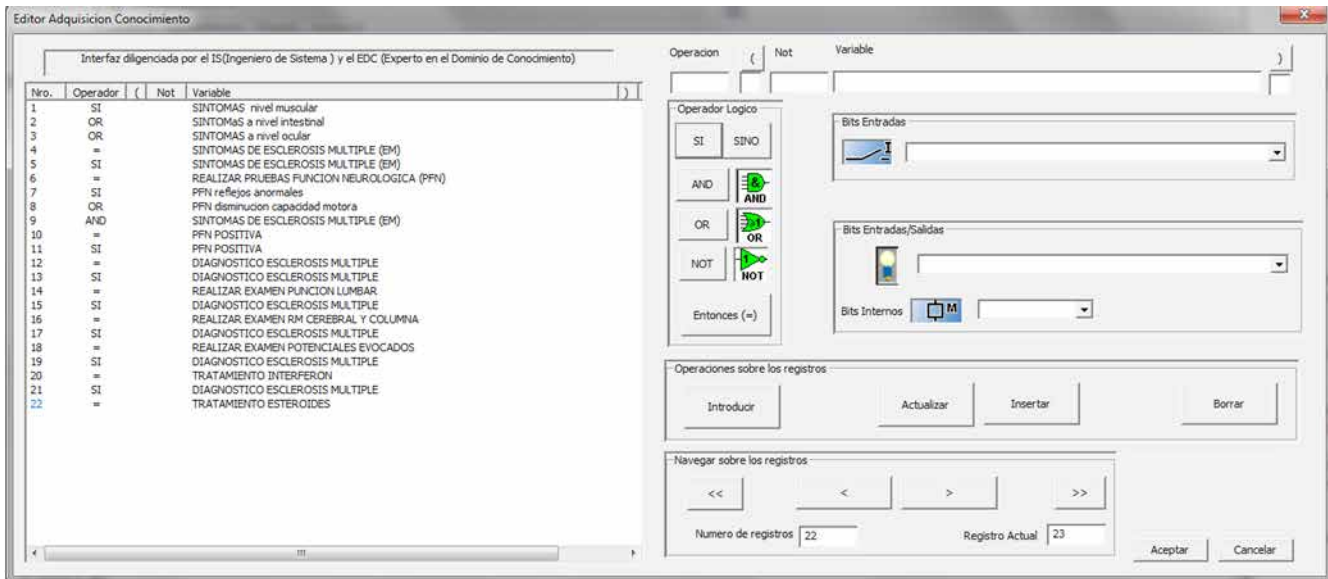 Editor Adquisicion Conocimiento
Interfaz diligenciada por el IS(Ingeniero de Sistema ) y el EDC (Experto en el Dominio de Conocimiento)
Nro. Operador ( Not Variable )
1 SI SINTOMAS nivel muscular
2 OR SINTOMaS a nivel intestinal
3 OR SINTOMAS a nivel ocular
4 = SINTOMAS DE ESCLEROSIS MULTIPLE (EM)
5 SI SINTOMAS DE ESCLEROSIS MULTIPLE (EM)
6 = REALIZAR PRUEBAS FUNCION NEUROLOGICA (PFN)
7 SI PFN reflejos anormales
8 OR PFN disminucion capacidad motora
9 AND SINTOMAS DE ESCLEROSIS MULTIPLE (EM)
10 = PFN POSITIVA
11 SI PFN POSITIVA
12 = DIAGNOSTICO ESCLEROSIS MULTIPLE
13 SI DIAGNOSTICO ESCLEROSIS MULTIPLE
14 = REALIZAR EXAMEN PUNCION LUMBAR
15 SI DIAGNOSTICO ESCLEROSIS MULTIPLE
16 = REALIZAR EXAMEN RM CEREBRAL Y COLUMNA
17 SI DIAGNOSTICO ESCLEROSIS MULTIPLE
18 = REALIZAR EXAMEN POTENCIALES EVOCADOS
19 SI DIAGNOSTICO ESCLEROSIS MULTIPLE
20 = TRATAMIENTO INTERFERON
21 SI DIAGNOSTICO ESCLEROSIS MULTIPLE
22 = TRATAMIENTO ESTEROIDES
Operacion ( Not Variable )
Operador Logico
SI SINO
AND & AND
OR >=1 OR
NOT 1 NOT
Entonces (=)
Bits Entradas
I
Bits Entradas/Salidas
Bits Internos M
Operaciones sobre los registros
Introducir Actualizar Insertar Borrar
Navegar sobre los registros
<< < > >>
Numero de registros 22 Registro Actual 23
Aceptar Cancelar